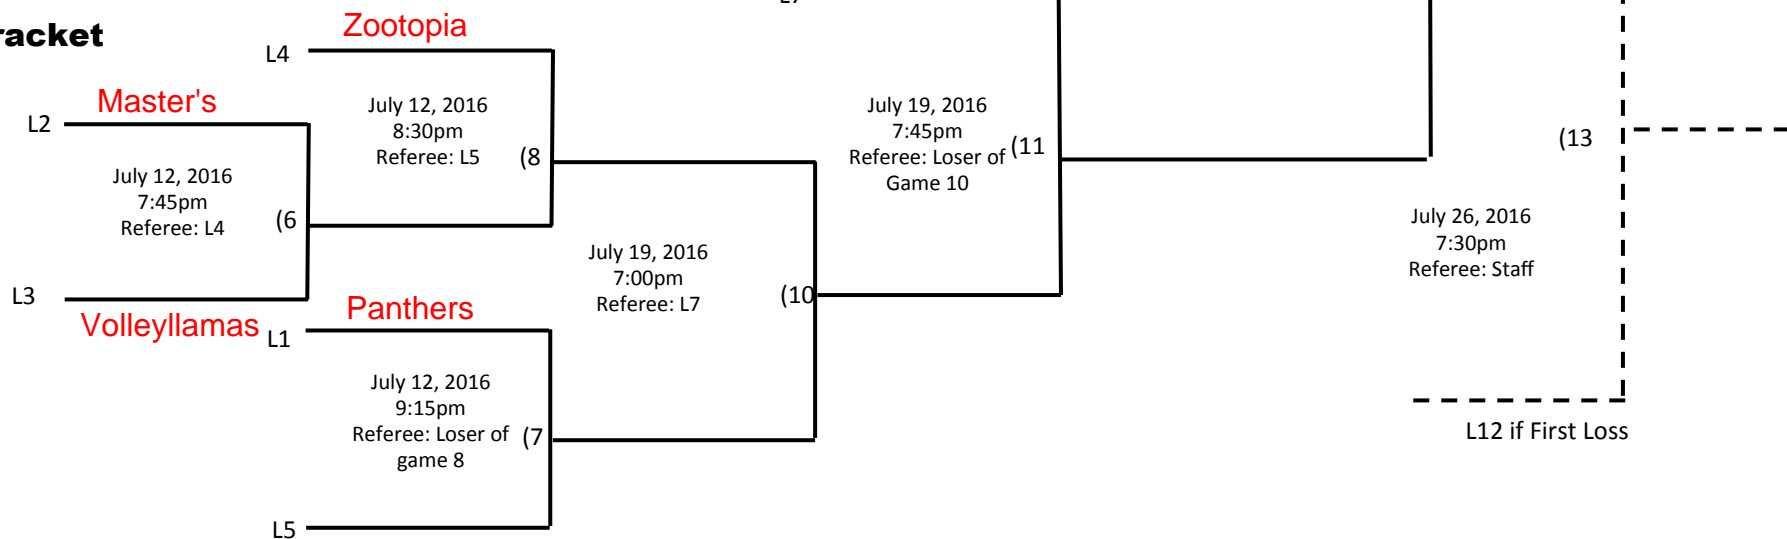 racket
Zootopia
L4
Master's
L2
July 12, 2016
8:30pm
Referee: L5
(8
July 12, 2016
7:45pm
Referee: L4
(6
L3
Volleyllamas
L1
Panthers
July 12, 2016
9:15pm
Referee: Loser of
game 8
(7
L5
July 19, 2016
7:00pm
Referee: L7
(10
July 19, 2016
7:45pm
Referee: Loser of
Game 10
(11
(13
July 26, 2016
7:30pm
Referee: Staff
L12 if First Loss